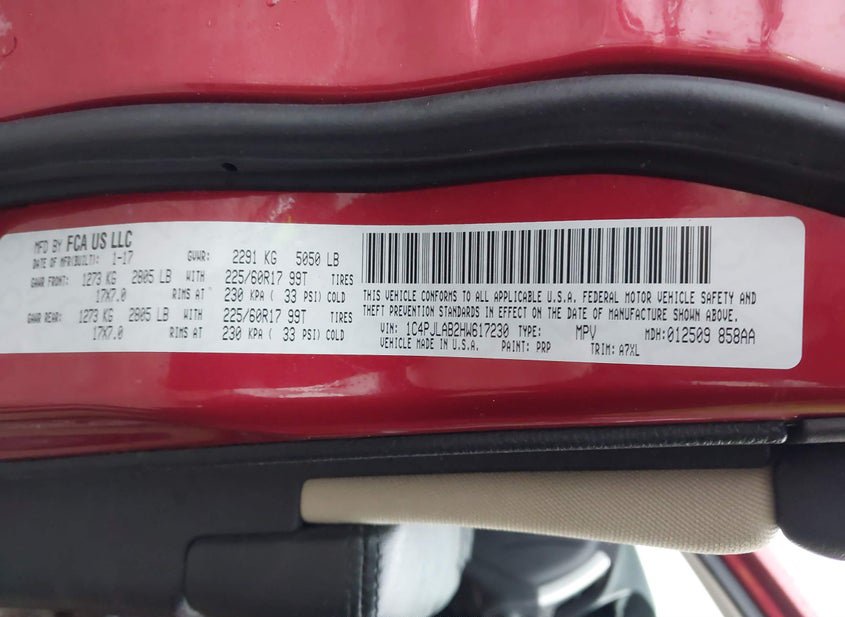 MFD BY FCA US LLC
DATE OF MFR(BUILT): 1-17 GVWR: 2291 KG 5050 LB
GAWR FRONT: 1273 KG 2805 LB WITH 225/60R17 99T TIRES
17X7.0 RIMS AT 230 KPA ( 33 PSI) COLD
GAWR REAR: 1273 KG 2805 LB WITH 225/60R17 99T TIRES
17X7.0 RIMS AT 230 KPA ( 33 PSI) COLD
THIS VEHICLE CONFORMS TO ALL APPLICABLE U.S.A. FEDERAL MOTOR VEHICLE SAFETY AND
THEFT PREVENTION STANDARDS IN EFFECT ON THE DATE OF MANUFACTURE SHOWN ABOVE.
VIN: 1C4PJLAB2HW617230 TYPE: MPV MDH: 012509 858AA
VEHICLE MADE IN U.S.A. PAINT: PRP TRIM: A7XL